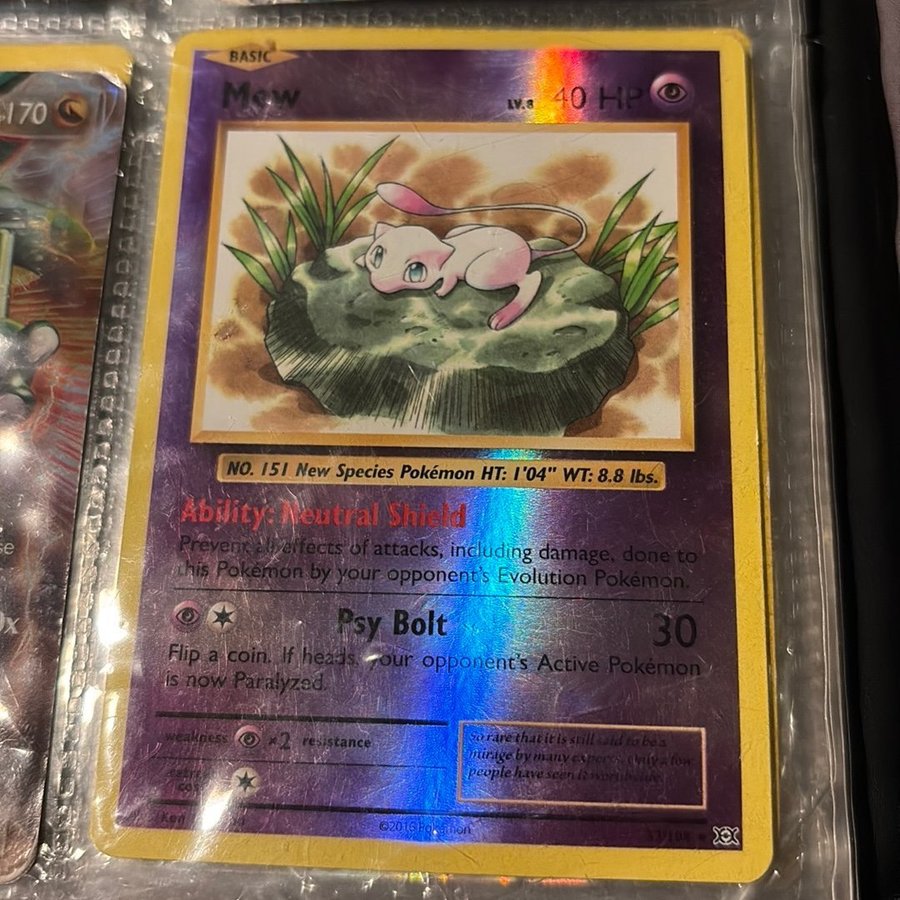 170
BASIC
Mew LV.8 40 HP
NO. 151 New Species Pokémon HT: 1'04" WT: 8.8 lbs.
Ability: Neutral Shield
Prevent all effects of attacks, including damage, done to
this Pokémon by your opponent's Evolution Pokémon.
Psy Bolt 30
Flip a coin. If heads, your opponent's Active Pokémon
is now Paralyzed.
weakness ×2 resistance
So rare that it is still said to be a
mirage by many experts. Only a few
people have seen it worldwide.
retreat
cost
Ken
©2016 Pokémon